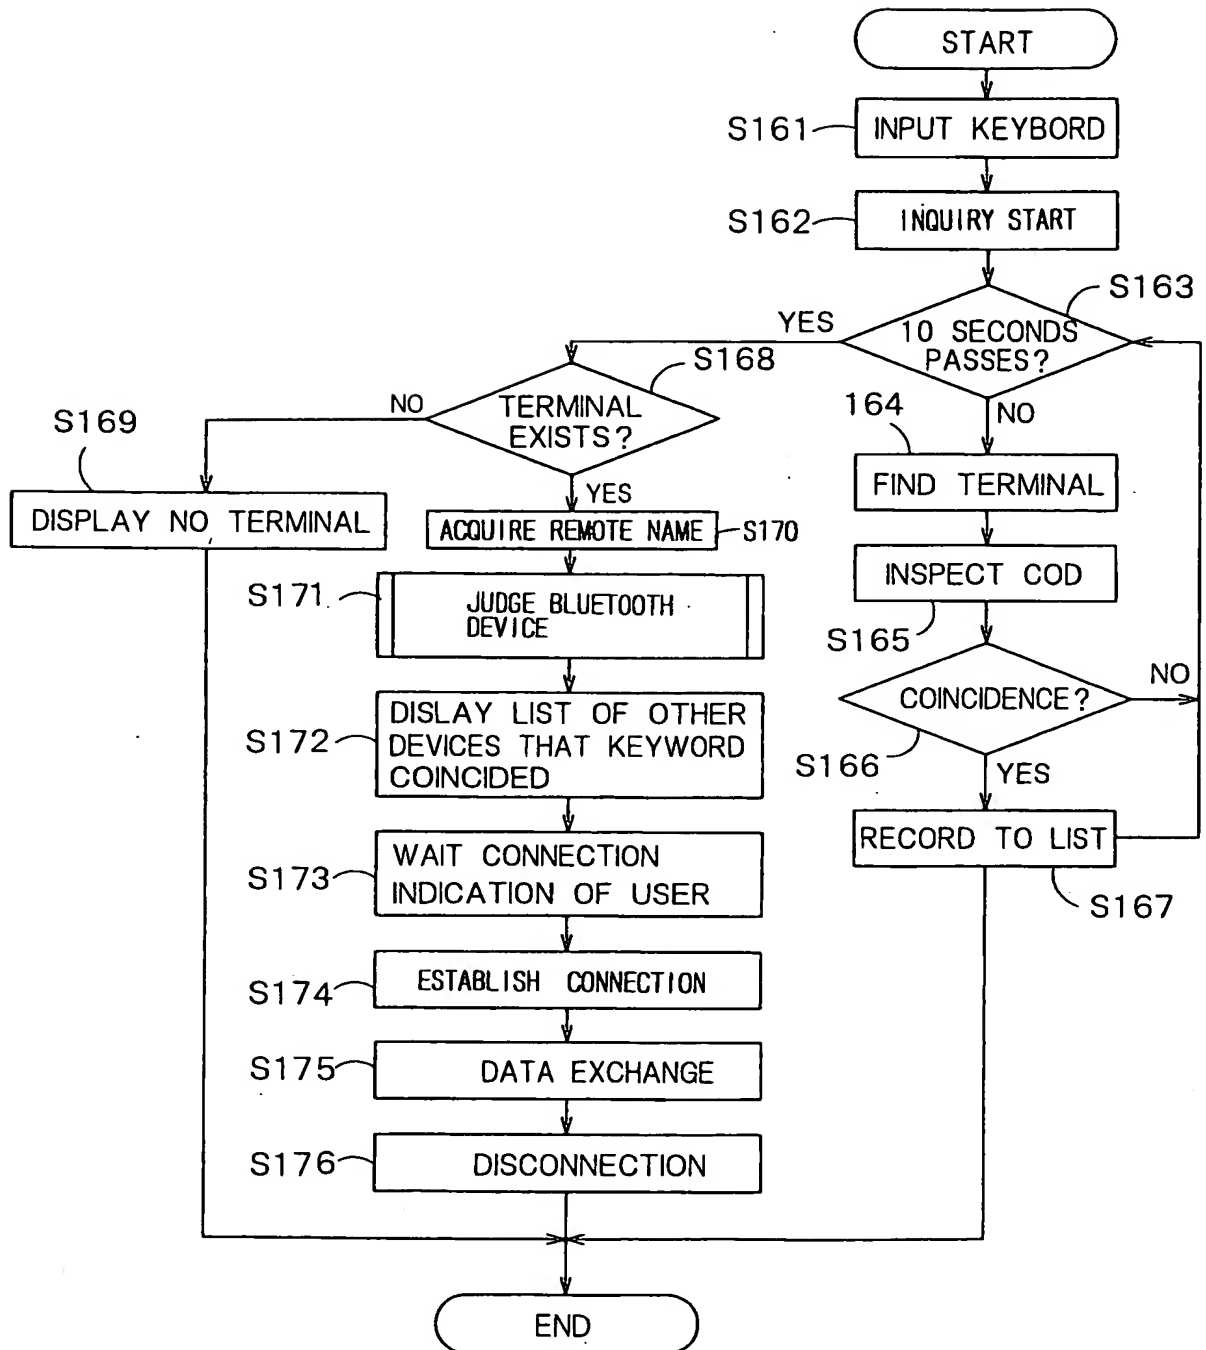 START
S161
INPUT KEYBORD
S162
INQUIRY START
S163
10 SECONDS
PASSES?
YES
NO
S168
TERMINAL
EXISTS?
NO
YES
S169
DISPLAY NO TERMINAL
164
FIND TERMINAL
ACQUIRE REMOTE NAME
S170
INSPECT COD
S165
S171
JUDGE BLUETOOTH
DEVICE
COINCIDENCE?
NO
S166
YES
S172
DISLAY LIST OF OTHER
DEVICES THAT KEYWORD
COINCIDED
RECORD TO LIST
S167
S173
WAIT CONNECTION
INDICATION OF USER
S174
ESTABLISH CONNECTION
S175
DATA EXCHANGE
S176
DISCONNECTION
END